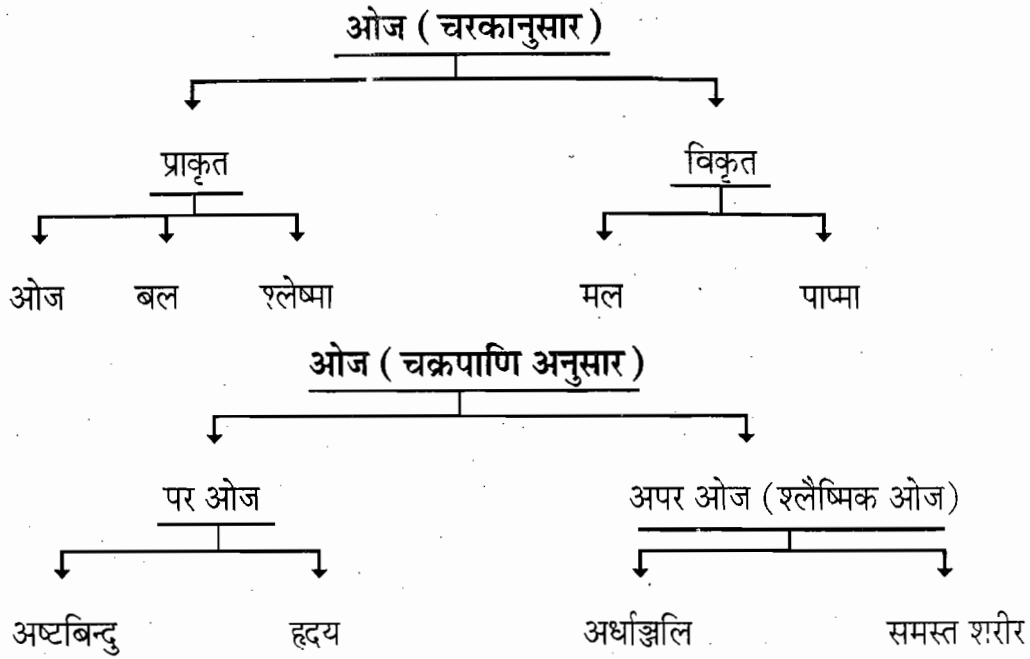 ओज ( चरकानुसार )
प्राकृत विकृत
ओज बल श्लेष्मा मल पाप्मा
ओज ( चक्रपाणि अनुसार )
पर ओज अपर ओज (श्लैष्मिक ओज)
अष्टबिन्दु हृदय अर्धाञ्जलि समस्त शरीर